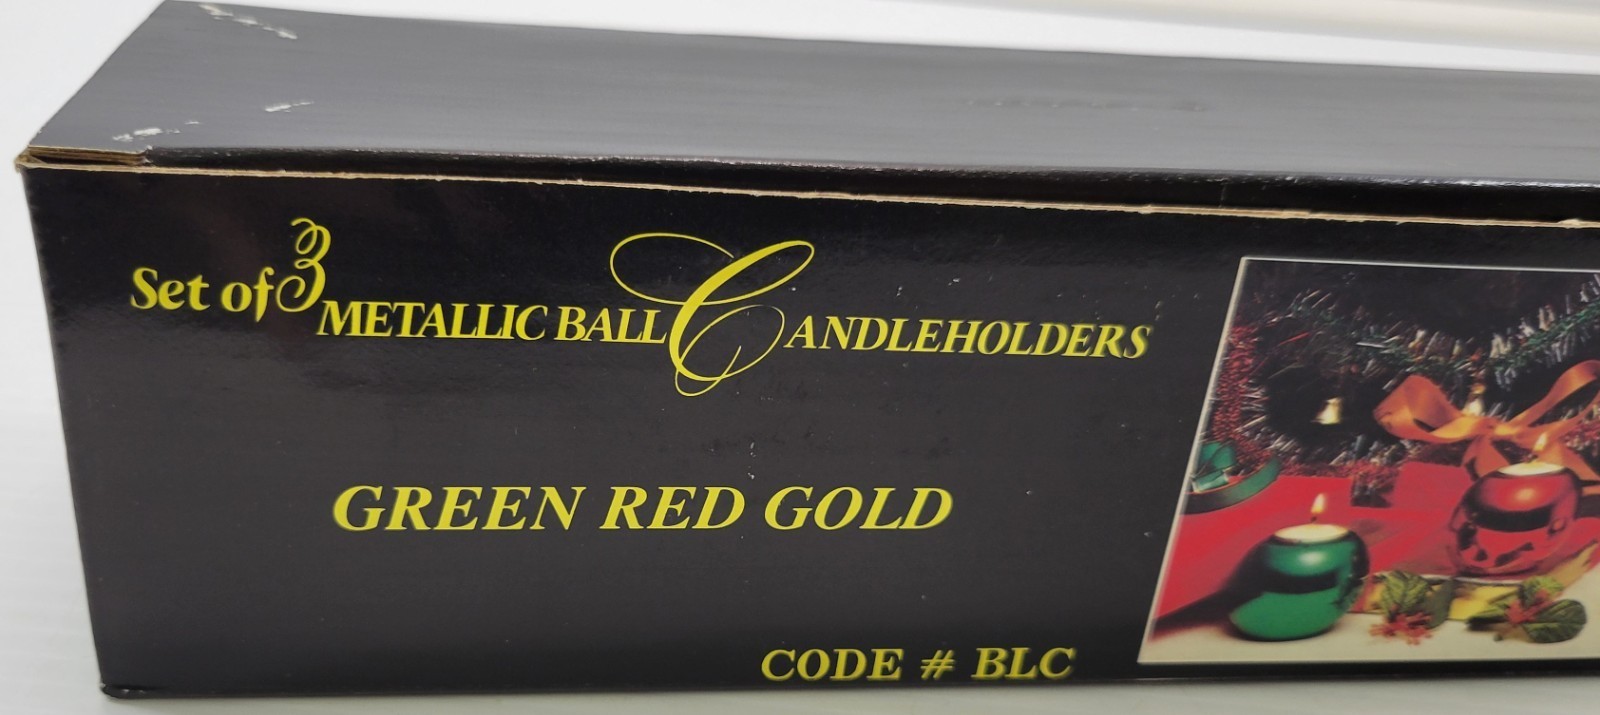 Set of 3 METALLIC BALL CANDLEHOLDERS
GREEN RED GOLD
CODE # BLC